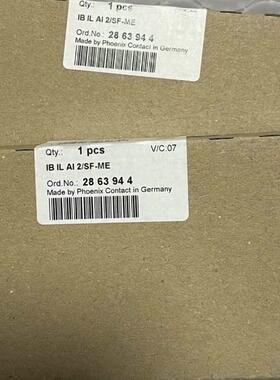 Qty.: 1 pcs
IB IL AI 2/SF-ME
Ord.No.: 28 63 94 4
Made by Phoenix Contact in Germany
Qty.: 1 pcs V/C.07
IB IL AI 2/SF-ME
Ord.No.: 28 63 94 4
Made by Phoenix Contact in Germany